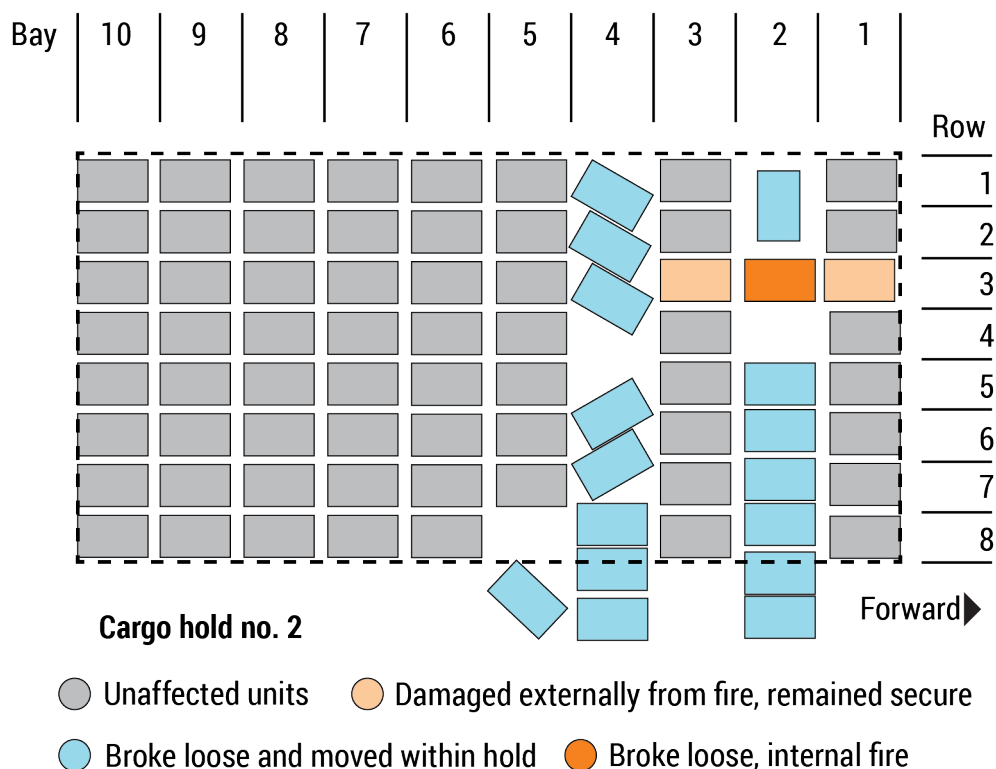 Bay 10 9 8 7 6 5 4 3 2 1
Row
1
2
3
4
5
6
7
8
Forward
Cargo hold no. 2
Unaffected units
Damaged externally from fire, remained secure
Broke loose and moved within hold
Broke loose, internal fire